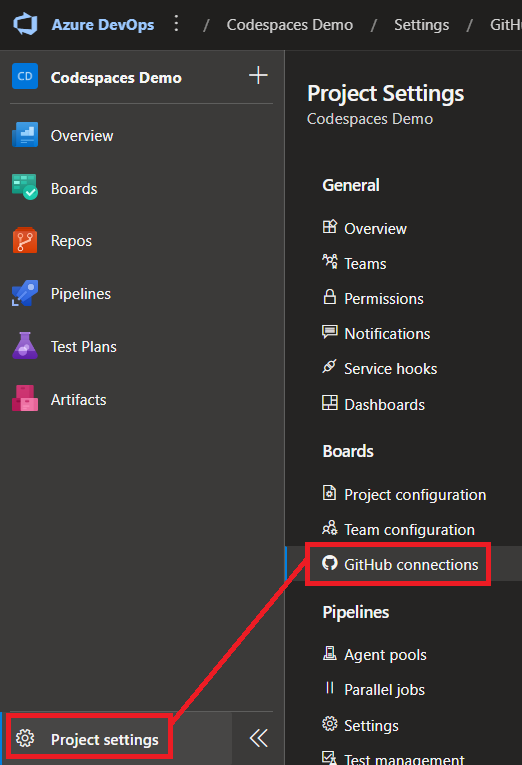 Azure DevOps / Codespaces Demo / Settings / GitH
CD Codespaces Demo
Overview
Boards
Repos
Pipelines
Test Plans
Artifacts
Project settings
Project Settings
Codespaces Demo
General
Overview
Teams
Permissions
Notifications
Service hooks
Dashboards
Boards
Project configuration
Team configuration
GitHub connections
Pipelines
Agent pools
Parallel jobs
Settings
Test management